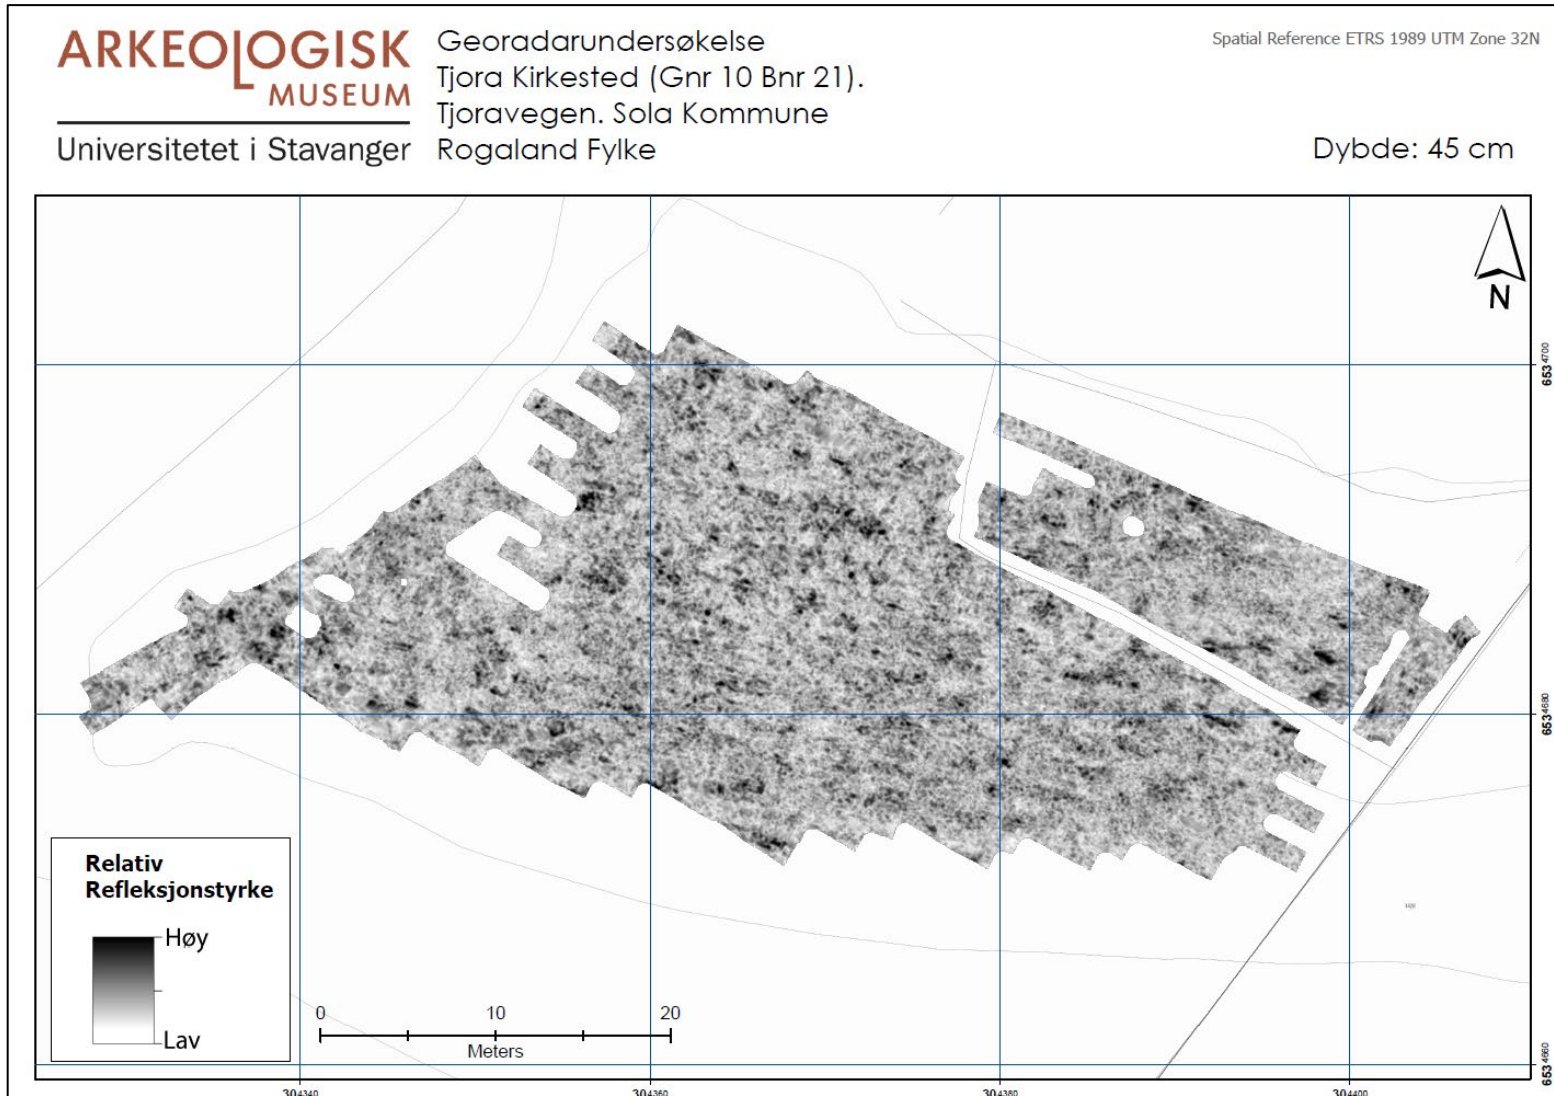 ARKEOLOGISK
MUSEUM
Universitetet i Stavanger
Georadarundersøkelse
Tjora Kirkested (Gnr 10 Bnr 21).
Tjoravegen. Sola Kommune
Rogaland Fylke
Spatial Reference ETRS 1989 UTM Zone 32N
Dybde: 45 cm
N
6534700
6534680
6534660
Relativ
Refleksjonstyrke
Høy
Lav
0 10 20
Meters
304340 304360 304380 304400